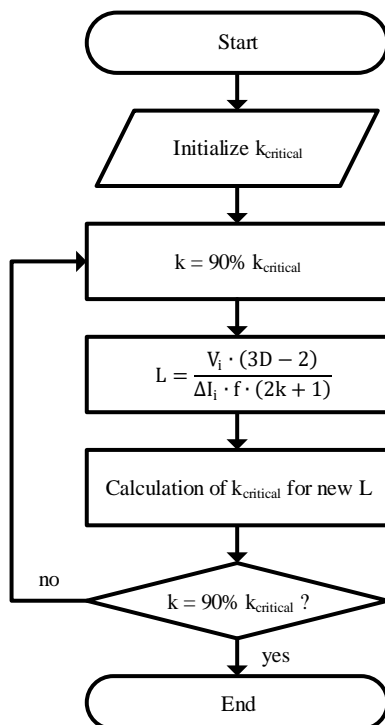 Start
Initialize k_critical
k = 90% k_critical
L = V_i · (3D − 2) / ΔI_i · f · (2k + 1)
Calculation of k_critical for new L
no
k = 90% k_critical ?
yes
End